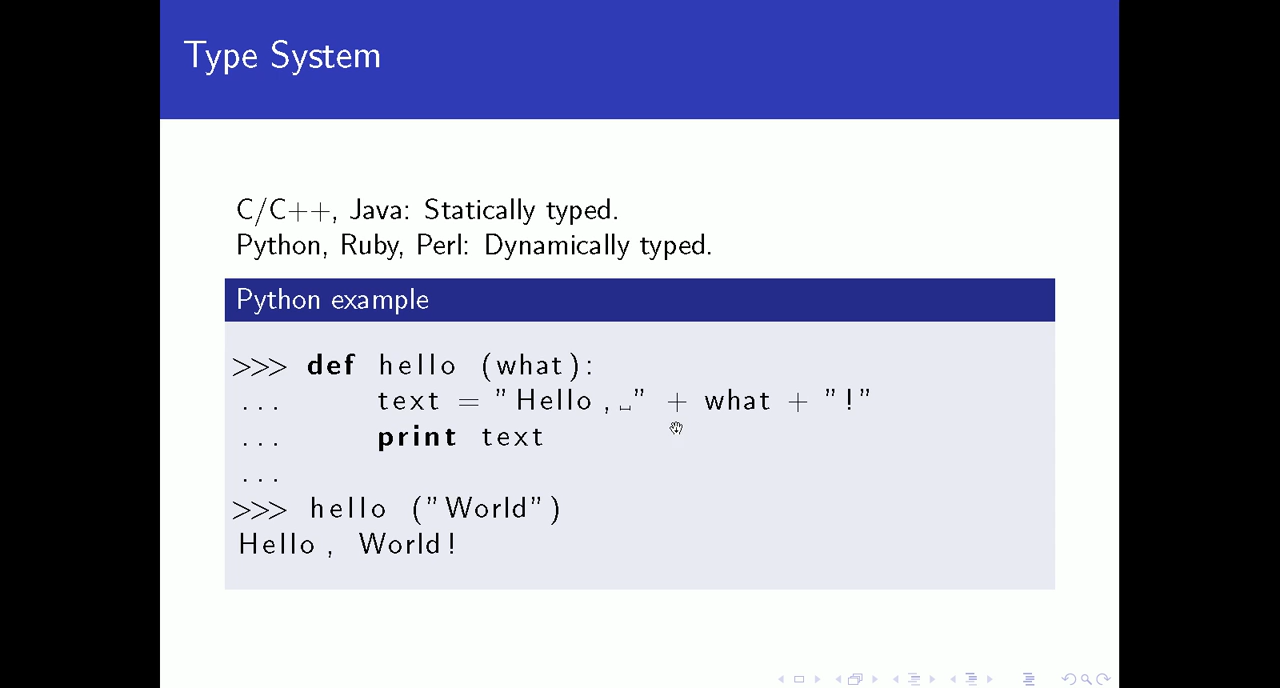 Type System
C/C++, Java: Statically typed.
Python, Ruby, Perl: Dynamically typed.
Python example
>>> def hello (what):
...     text = "Hello,␣" + what + "!"
...     print text
...
>>> hello ("World")
Hello, World!